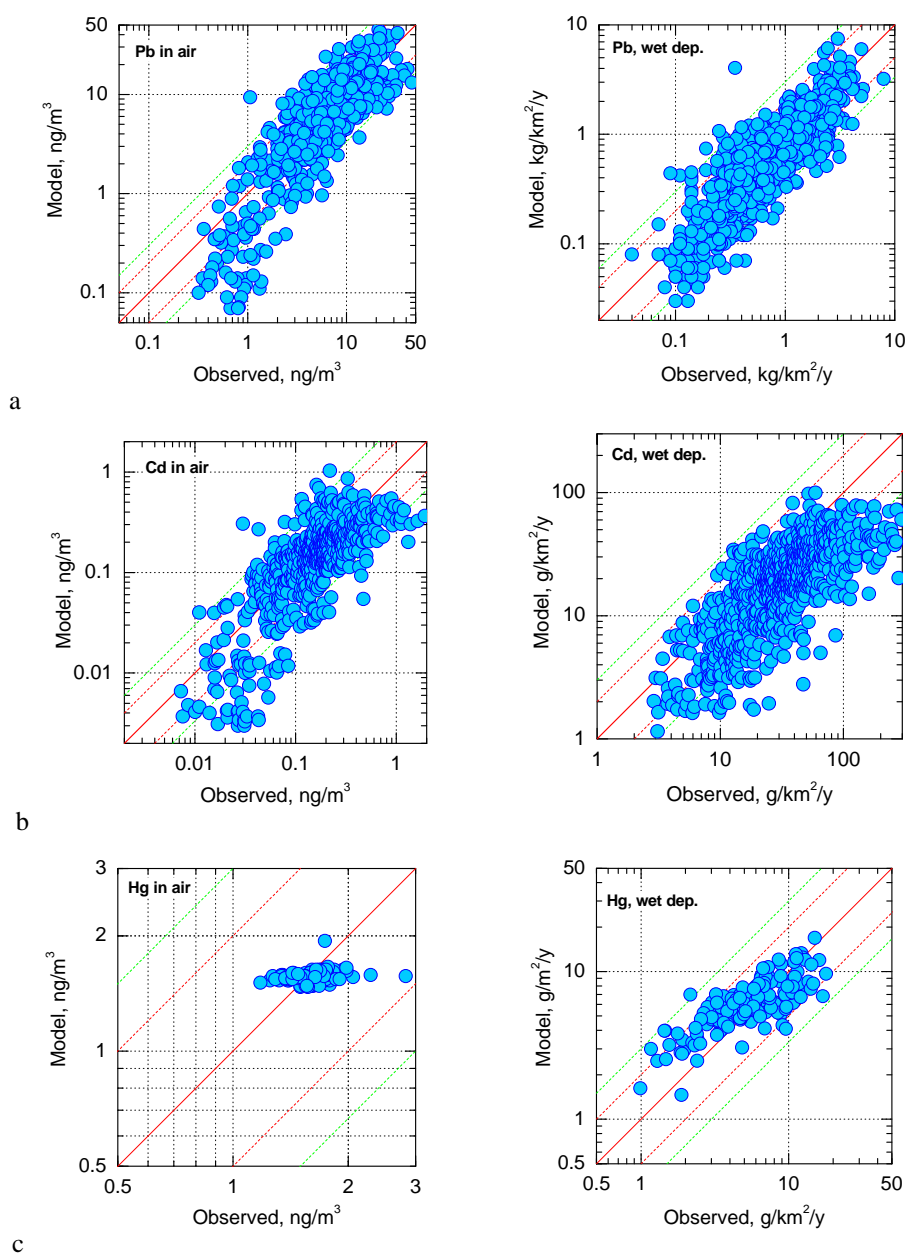 50
10
1
0.1
Pb in air
Model, ng/m³
0.1 1 10 50
Observed, ng/m³
10
1
0.1
Pb, wet dep.
Model, kg/km²/y
0.1 1 10
Observed, kg/km²/y
a
1
0.1
0.01
Cd in air
Model, ng/m³
0.01 0.1 1
Observed, ng/m³
100
10
1
Cd, wet dep.
Model, g/km²/y
1 10 100
Observed, g/km²/y
b
3
2
1
0.5
Hg in air
Model, ng/m³
0.5 1 2 3
Observed, ng/m³
50
10
1
0.5
Hg, wet dep.
Model, g/m²/y
0.5 1 10 50
Observed, g/km²/y
c